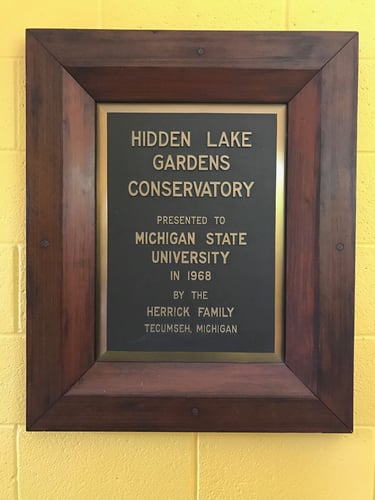 HIDDEN LAKE
GARDENS
CONSERVATORY
PRESENTED TO
MICHIGAN STATE
UNIVERSITY
IN 1968
BY THE
HERRICK FAMILY
TECUMSEH, MICHIGAN